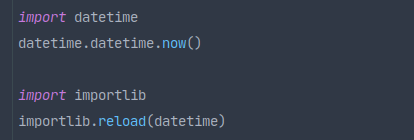 import datetime
datetime.datetime.now()
import importlib
importlib.reload(datetime)